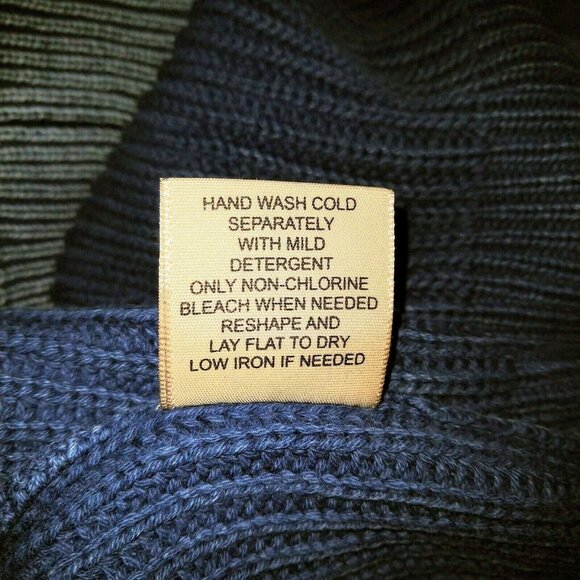 HAND WASH COLD
SEPARATELY
WITH MILD
DETERGENT
ONLY NON-CHLORINE
BLEACH WHEN NEEDED
RESHAPE AND
LAY FLAT TO DRY
LOW IRON IF NEEDED